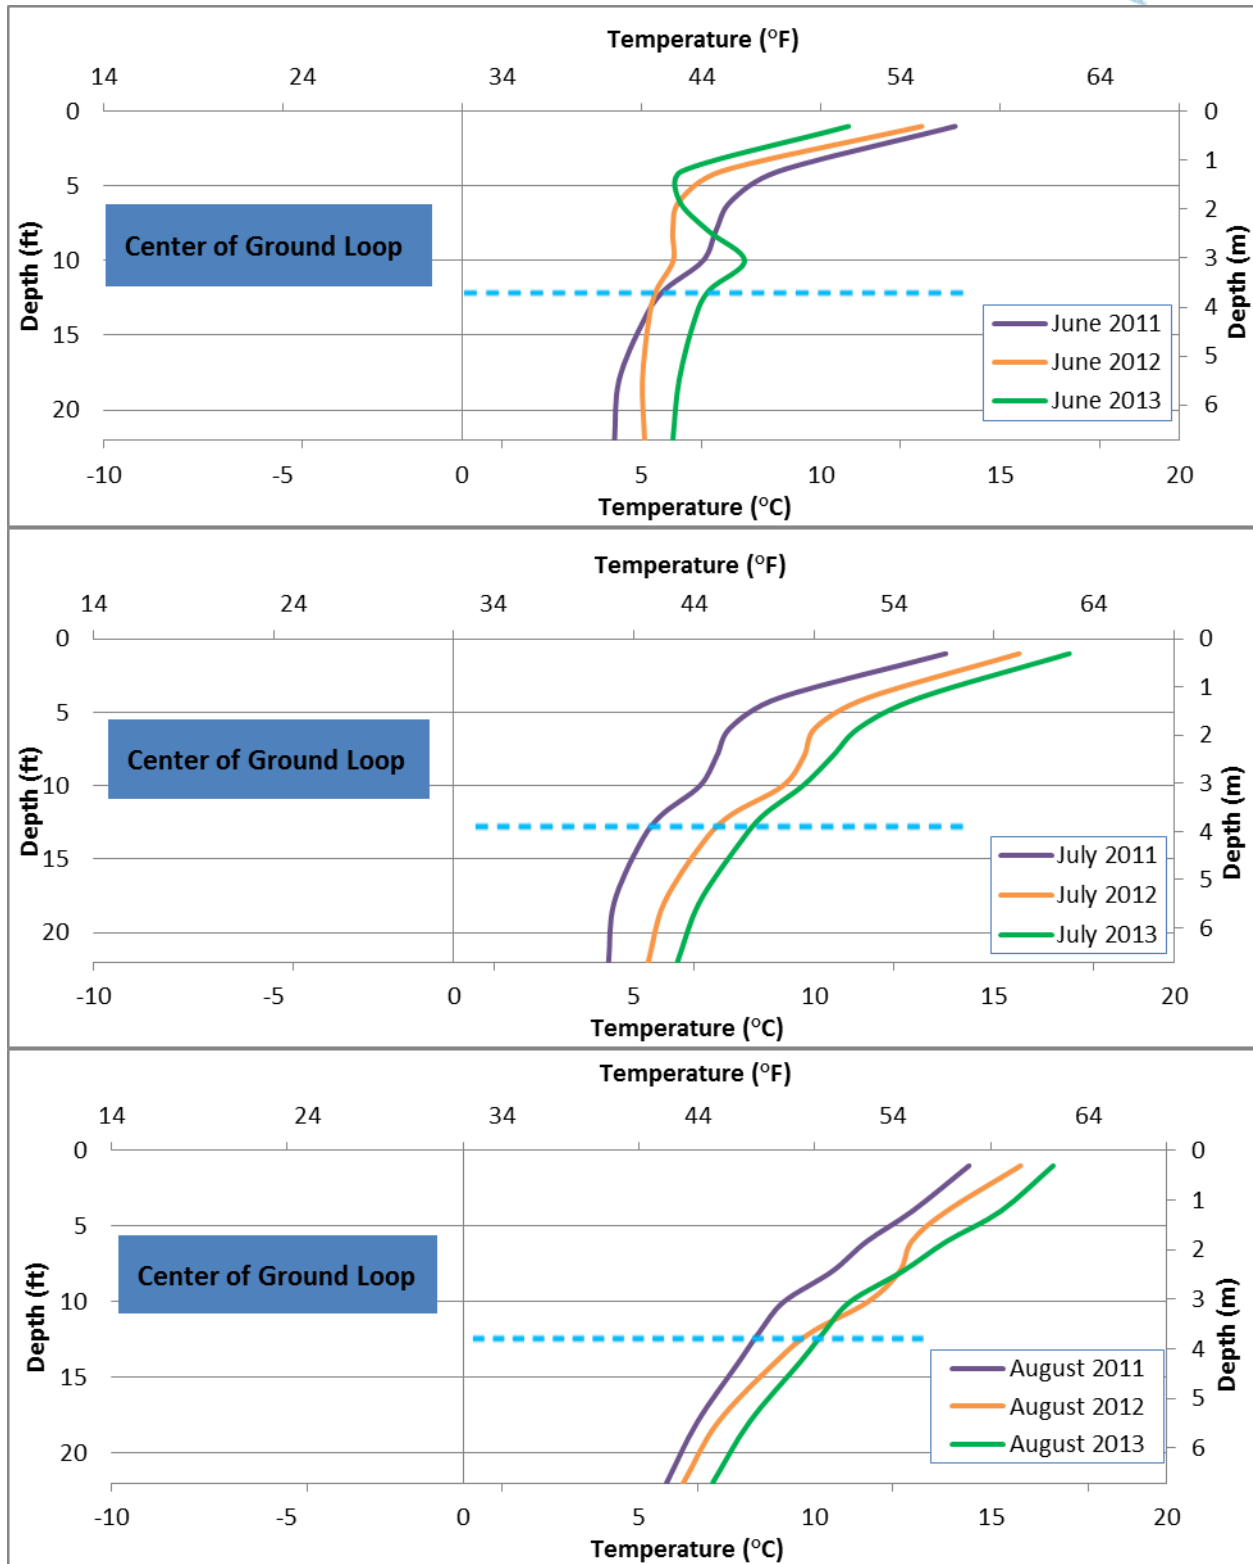 Temperature (°F)
14 24 34 44 54 64
0 0
1
5
2
Center of Ground Loop
10 3
4
15
5
20 6
Depth (ft)
Depth (m)
June 2011
June 2012
June 2013
-10 -5 0 5 10 15 20
Temperature (°C)
Temperature (°F)
14 24 34 44 54 64
0 0
1
5
2
Center of Ground Loop
10 3
4
15
5
20 6
Depth (ft)
Depth (m)
July 2011
July 2012
July 2013
-10 -5 0 5 10 15 20
Temperature (°C)
Temperature (°F)
14 24 34 44 54 64
0 0
1
5
2
Center of Ground Loop
10 3
4
15
5
20 6
Depth (ft)
Depth (m)
August 2011
August 2012
August 2013
-10 -5 0 5 10 15 20
Temperature (°C)